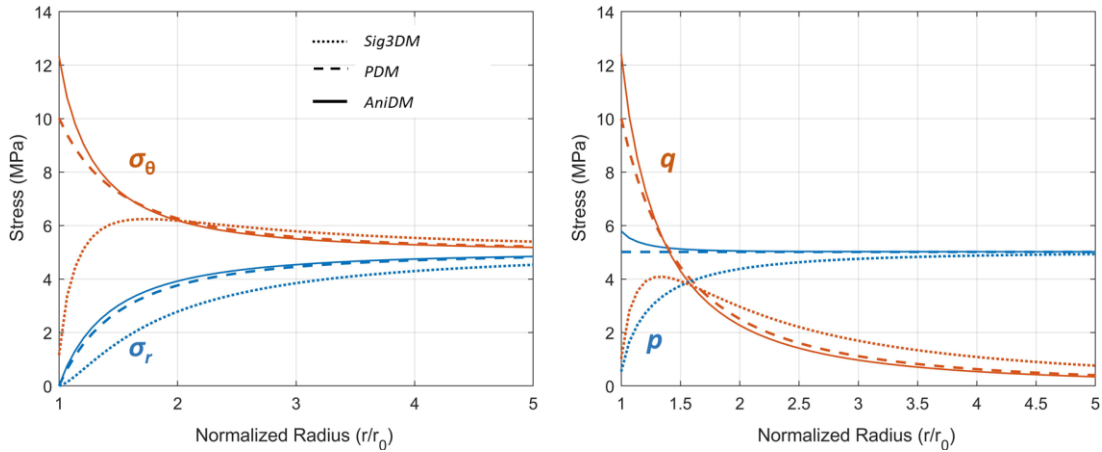 14
12
10
8
6
4
2
0
Stress (MPa)
Sig3DM
PDM
AniDM
σθ
σr
1
2
3
4
5
Normalized Radius (r/r0)
14
12
10
8
6
4
2
0
Stress (MPa)
q
p
1
1.5
2
2.5
3
3.5
4
4.5
5
Normalized Radius (r/r0)